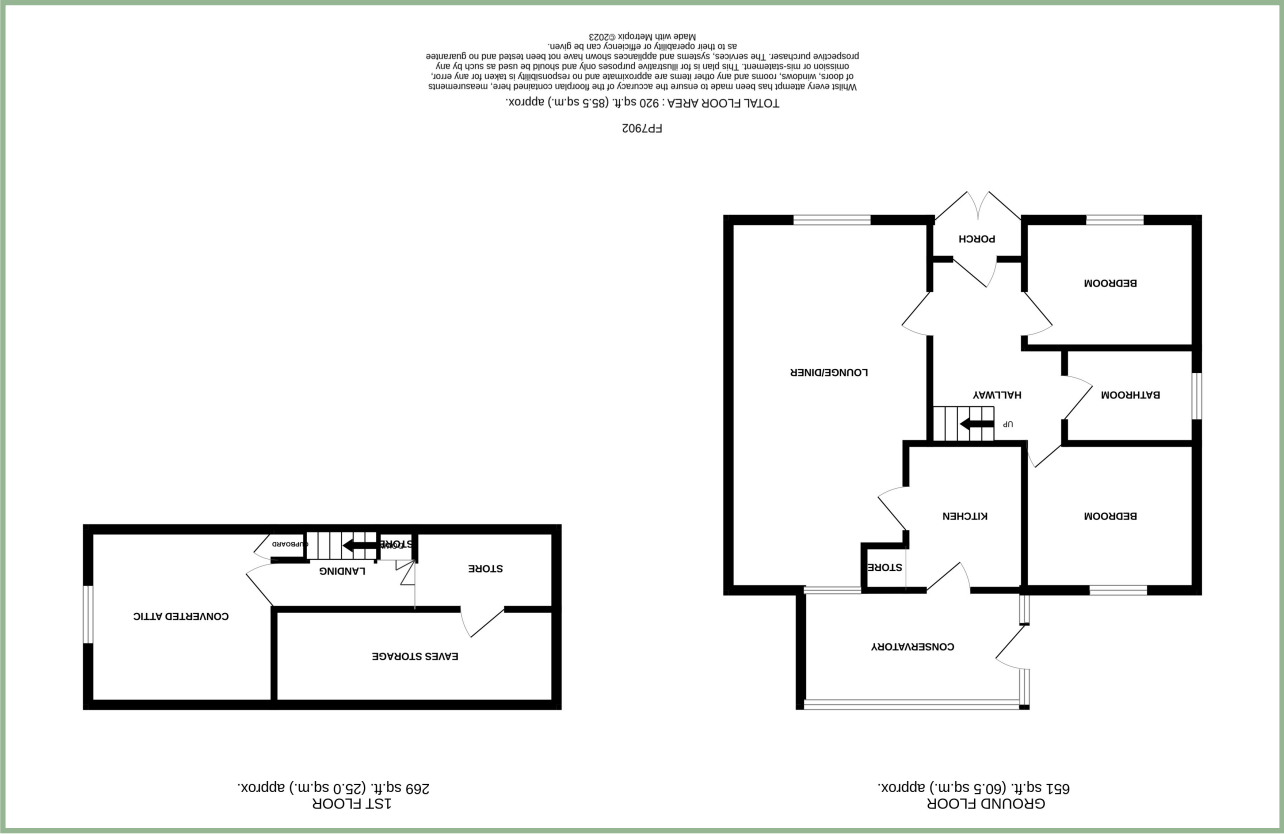 GROUND FLOOR
651 sq.ft. (60.5 sq.m.) approx.
1ST FLOOR
269 sq.ft. (25.0 sq.m.) approx.
CONSERVATORY
STORE
KITCHEN
BEDROOM
UP
HALLWAY
BATHROOM
LOUNGE/DINER
BEDROOM
PORCH
EAVES STORAGE
CONVERTED ATTIC
STORE
LANDING
STORE
DOWN
CUPBOARD
FP7902
TOTAL FLOOR AREA : 920 sq.ft. (85.5 sq.m.) approx.
Whilst every attempt has been made to ensure the accuracy of the floorplan contained here, measurements
of doors, windows, rooms and any other items are approximate and no responsibility is taken for any error,
omission or mis-statement. This plan is for illustrative purposes only and should be used as such by any
prospective purchaser. The services, systems and appliances shown have not been tested and no guarantee
as to their operability or efficiency can be given.
Made with Metropix ©2023